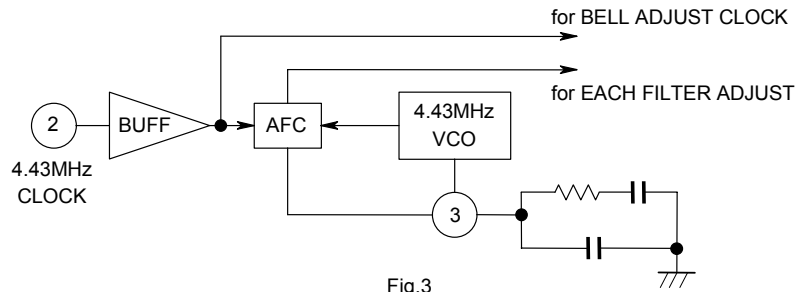 for BELL ADJUST CLOCK
for EACH FILTER ADJUST
2
BUFF
AFC
4.43MHz
VCO
4.43MHz
CLOCK
3
Fig.3